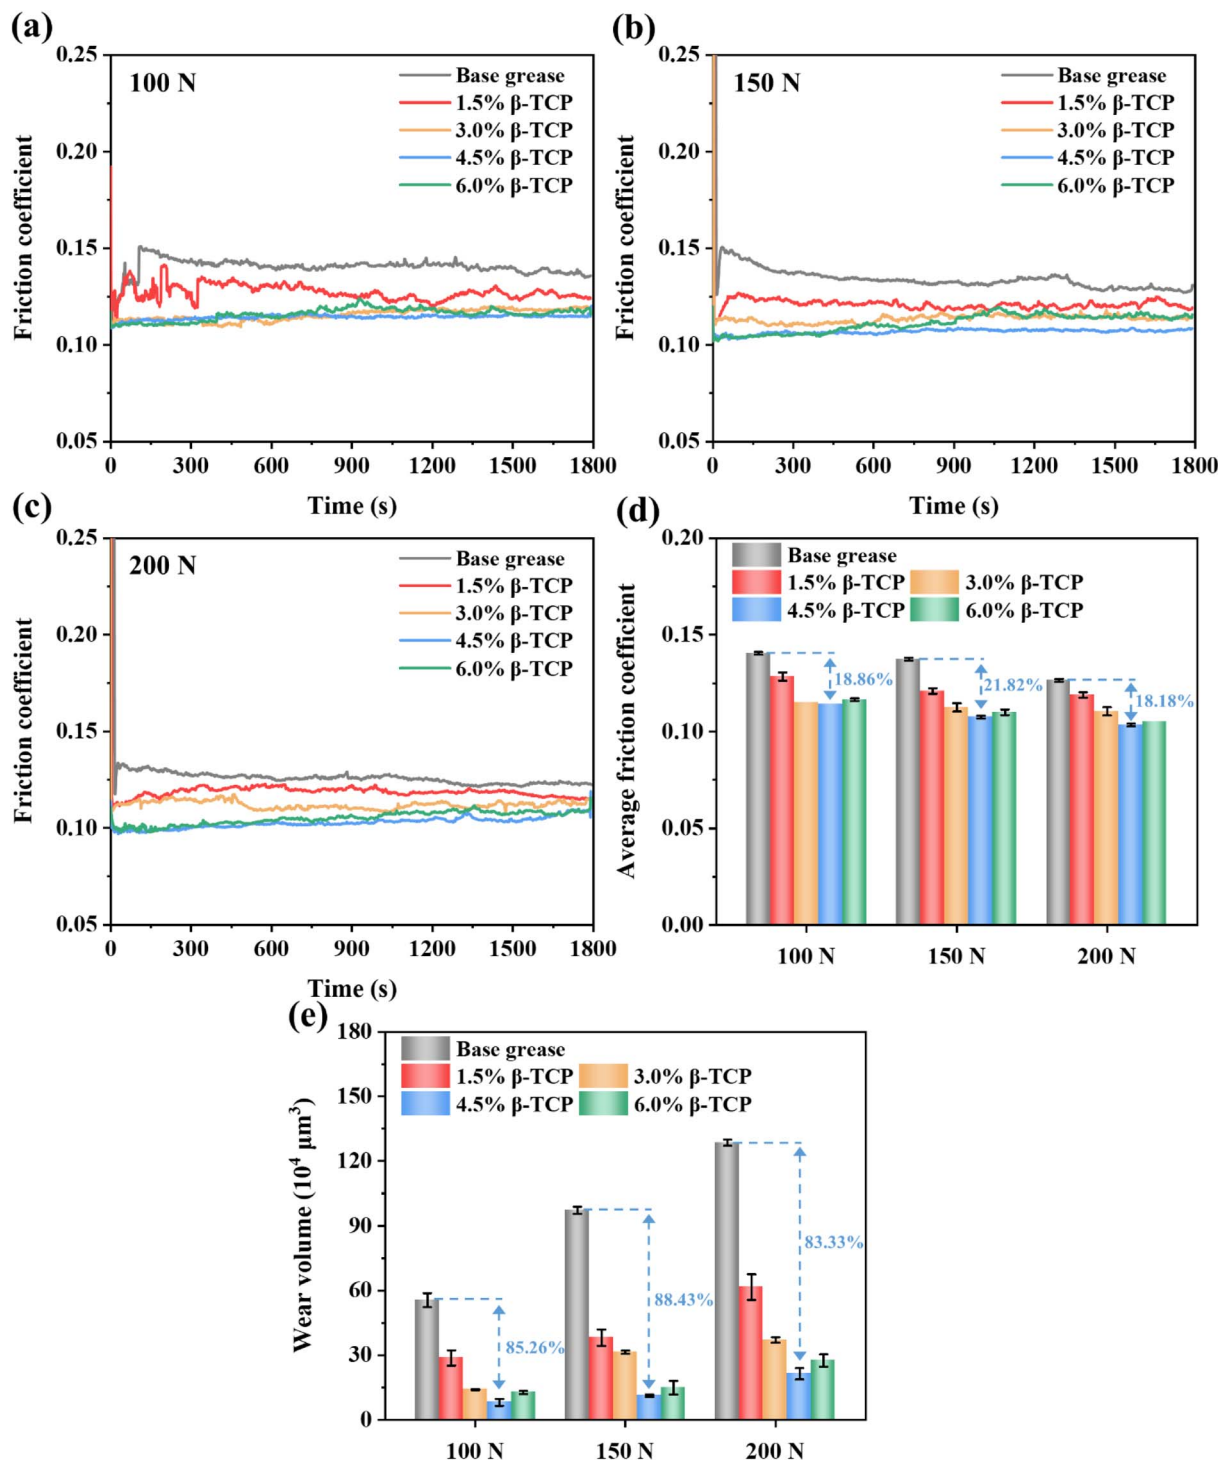 (a)
0.25
0.20
0.15
0.10
0.05
Friction coefficient
100 N
Base grease
1.5% β-TCP
3.0% β-TCP
4.5% β-TCP
6.0% β-TCP
0 300 600 900 1200 1500 1800
Time (s)
(b)
0.25
0.20
0.15
0.10
0.05
Friction coefficient
150 N
Base grease
1.5% β-TCP
3.0% β-TCP
4.5% β-TCP
6.0% β-TCP
0 300 600 900 1200 1500 1800
Time (s)
(c)
0.25
0.20
0.15
0.10
0.05
Friction coefficient
200 N
Base grease
1.5% β-TCP
3.0% β-TCP
4.5% β-TCP
6.0% β-TCP
0 300 600 900 1200 1500 1800
Time (s)
(d)
0.20
0.15
0.10
0.05
0.00
Average friction coefficient
Base grease
1.5% β-TCP 3.0% β-TCP
4.5% β-TCP 6.0% β-TCP
18.86%
21.82%
18.18%
100 N 150 N 200 N
(e)
180
150
120
90
60
30
0
Wear volume (10⁴ μm³)
Base grease
1.5% β-TCP 3.0% β-TCP
4.5% β-TCP 6.0% β-TCP
85.26%
88.43%
83.33%
100 N 150 N 200 N